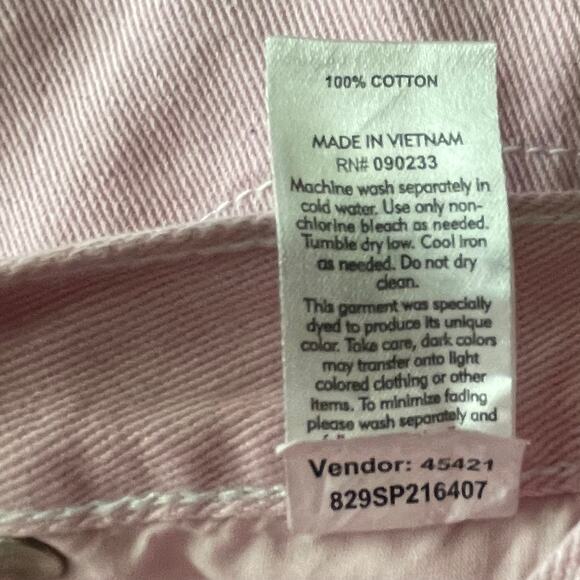 100% COTTON
MADE IN VIETNAM
RN# 090233
Machine wash separately in
cold water. Use only non-
chlorine bleach as needed.
Tumble dry low. Cool iron
as needed. Do not dry
clean.
This garment was specially
dyed to produce its unique
color. Take care, dark colors
may transfer onto light
colored clothing or other
items. To minimize fading
please wash separately and
Vendor: 45421
829SP216407